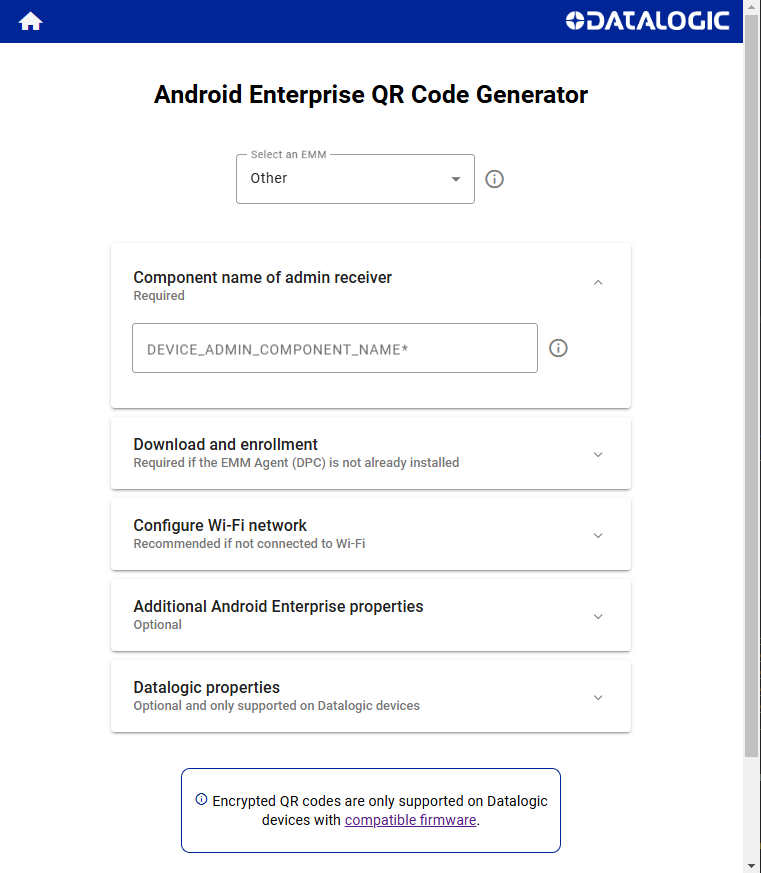 DATALOGIC
Android Enterprise QR Code Generator
Select an EMM
Other
Component name of admin receiver
Required
DEVICE_ADMIN_COMPONENT_NAME*
Download and enrollment
Required if the EMM Agent (DPC) is not already installed
Configure Wi-Fi network
Recommended if not connected to Wi-Fi
Additional Android Enterprise properties
Optional
Datalogic properties
Optional and only supported on Datalogic devices
Encrypted QR codes are only supported on Datalogic
devices with compatible firmware.